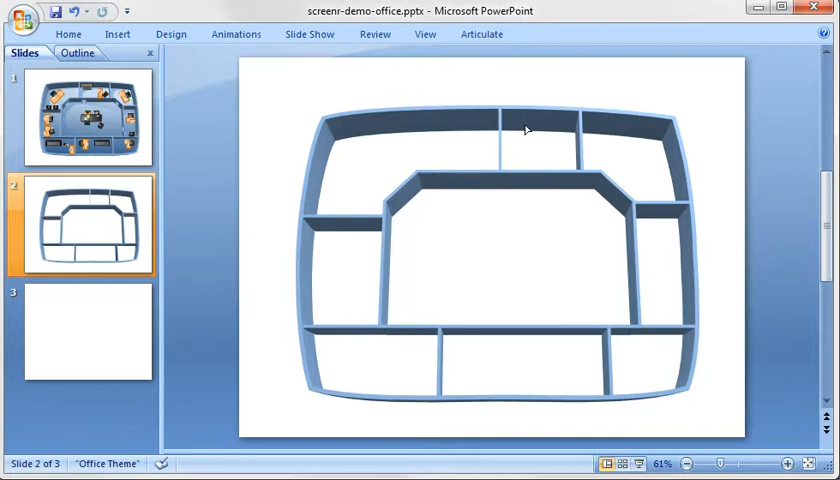 screenr-demo-office.pptx - Microsoft PowerPoint
Home Insert Design Animations Slide Show Review View Articulate
Slides Outline
1
2
3
Slide 2 of 3 "Office Theme" 61%